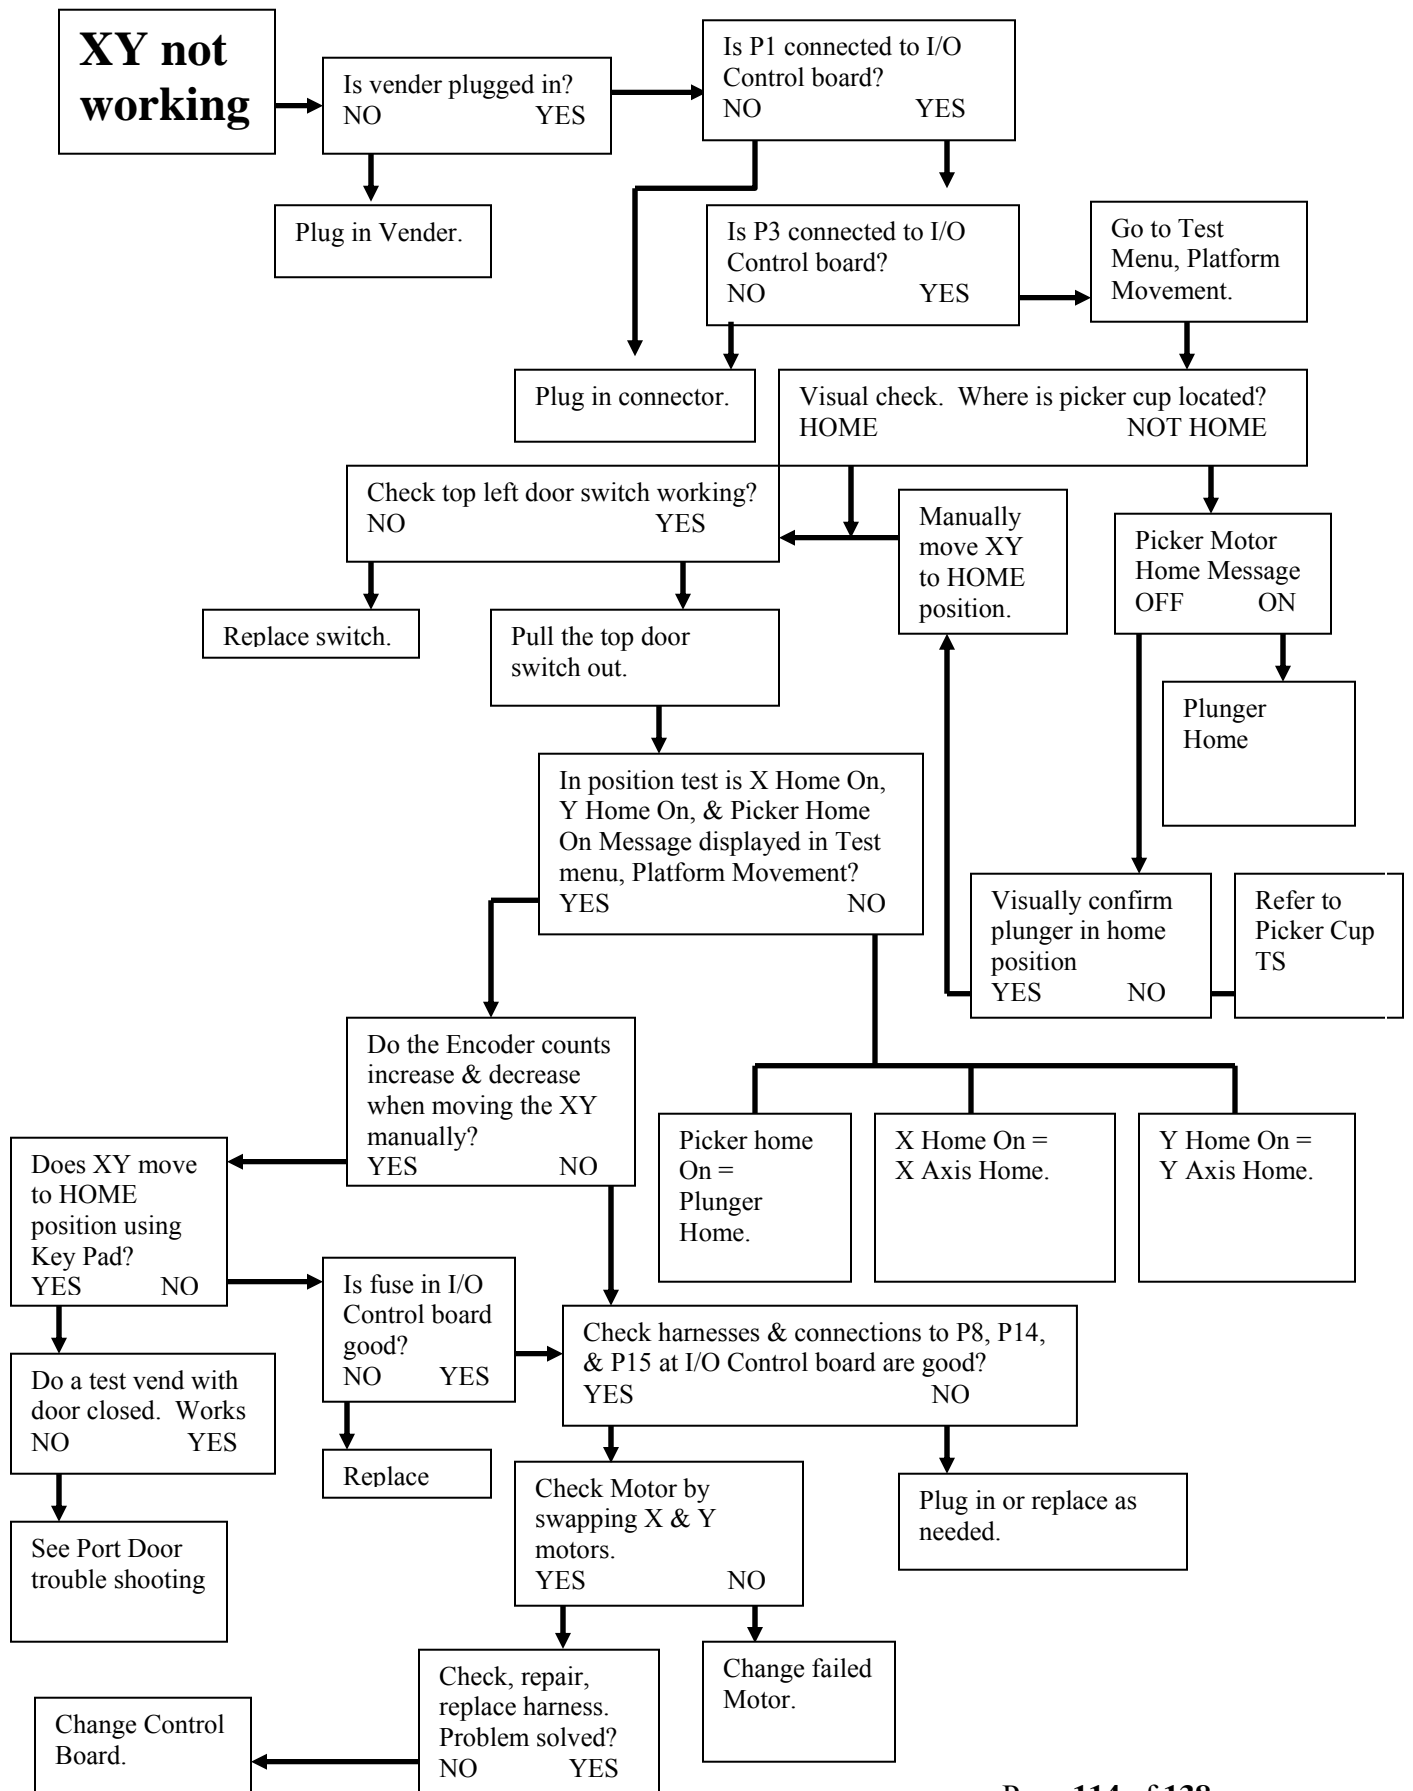 XY not
working
Is vender plugged in?
NO YES
Is P1 connected to I/O
Control board?
NO YES
Plug in Vender.
Is P3 connected to I/O
Control board?
NO YES
Go to Test
Menu, Platform
Movement.
Plug in connector.
Visual check. Where is picker cup located?
HOME NOT HOME
Check top left door switch working?
NO YES
Manually
move XY
to HOME
position.
Picker Motor
Home Message
OFF ON
Replace switch.
Pull the top door
switch out.
Plunger
Home
In position test is X Home On,
Y Home On, & Picker Home
On Message displayed in Test
menu, Platform Movement?
YES NO
Visually confirm
plunger in home
position
YES NO
Refer to
Picker Cup
TS
Do the Encoder counts
increase & decrease
when moving the XY
manually?
YES NO
Picker home
On =
Plunger
Home.
X Home On =
X Axis Home.
Y Home On =
Y Axis Home.
Does XY move
to HOME
position using
Key Pad?
YES NO
Is fuse in I/O
Control board
good?
NO YES
Check harnesses & connections to P8, P14,
& P15 at I/O Control board are good?
YES NO
Do a test vend with
door closed. Works
NO YES
Replace
Check Motor by
swapping X & Y
motors.
YES NO
Plug in or replace as
needed.
See Port Door
trouble shooting
Check, repair,
replace harness.
Problem solved?
NO YES
Change failed
Motor.
Change Control
Board.
Page 114 of 138